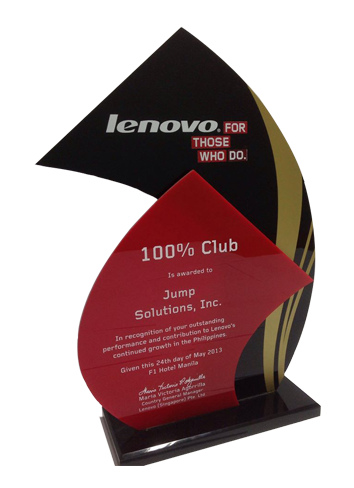 lenovo. FOR
THOSE
WHO DO.
100% Club
Is awarded to
Jump
Solutions, Inc.
In recognition of your outstanding
performance and contribution to Lenovo's
continued growth in the Philippines.
Given this 24th day of May 2013
F1 Hotel Manila
Maria Victoria
Country General Manager
Lenovo (Singapore) Pte. Ltd.